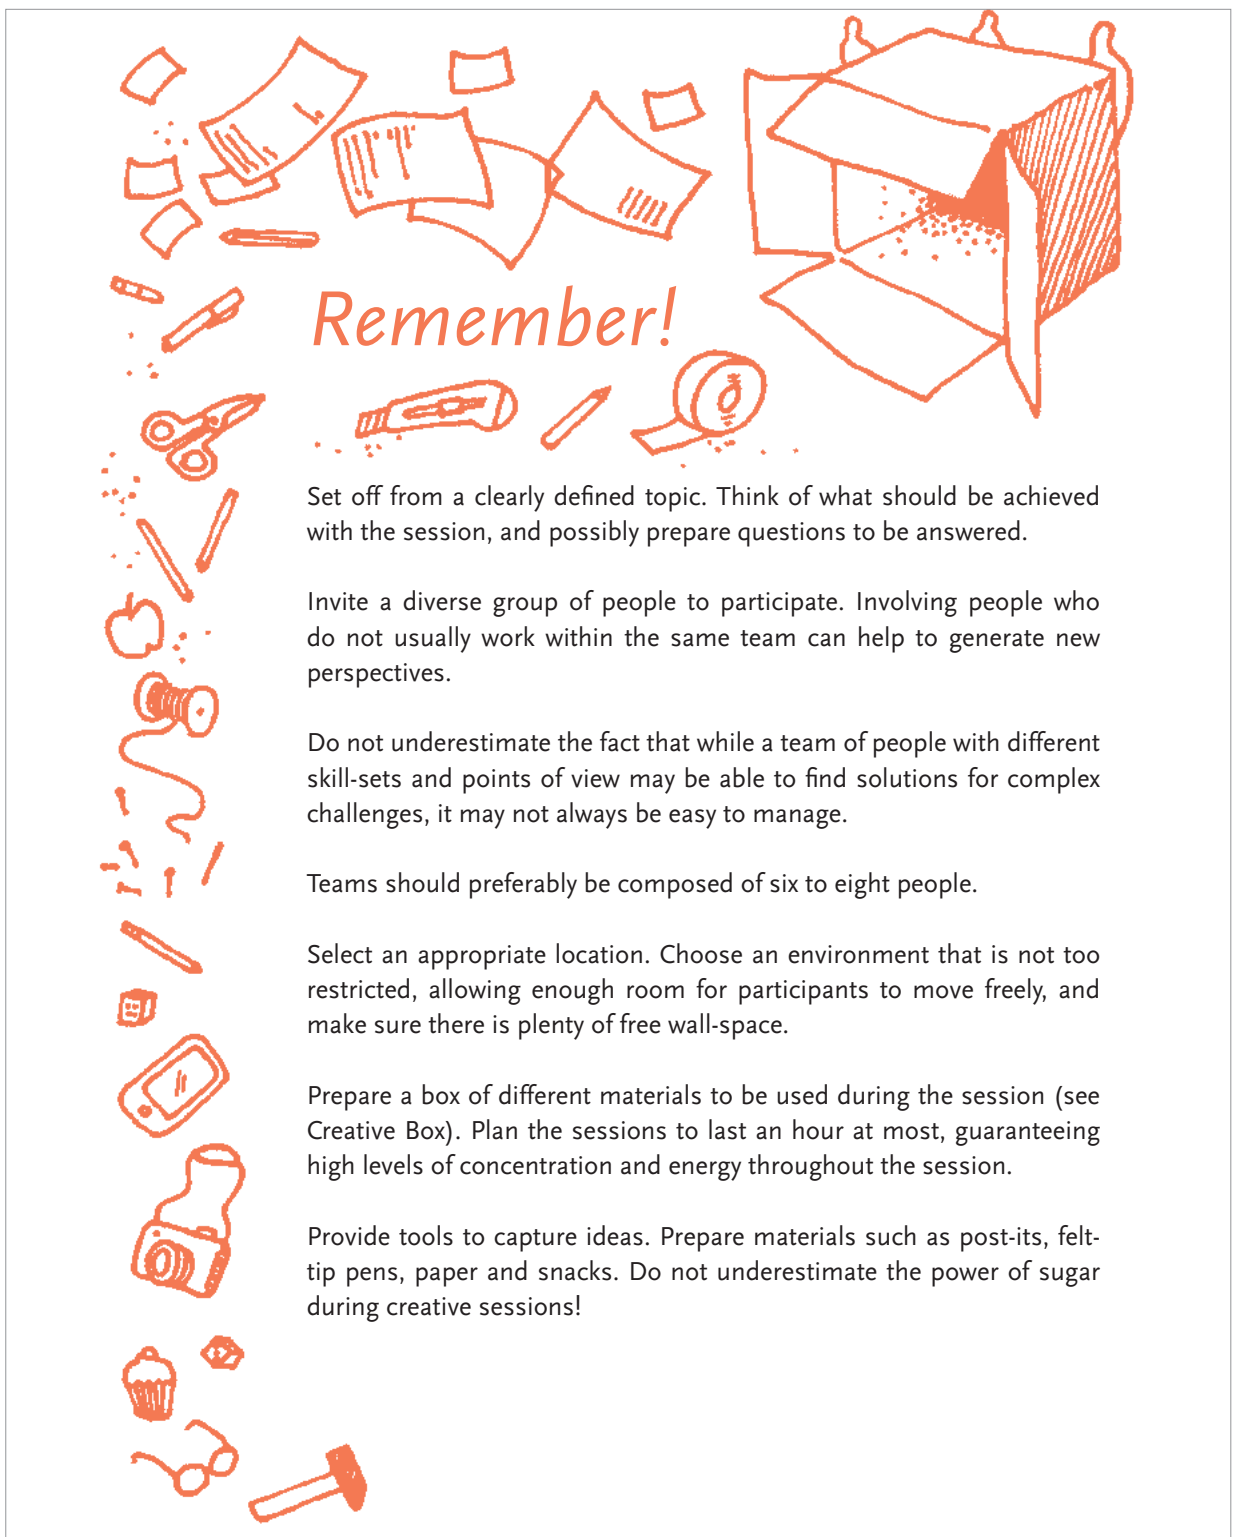 Remember!
Set off from a clearly defined topic. Think of what should be achieved
with the session, and possibly prepare questions to be answered.
Invite a diverse group of people to participate. Involving people who
do not usually work within the same team can help to generate new
perspectives.
Do not underestimate the fact that while a team of people with different
skill-sets and points of view may be able to find solutions for complex
challenges, it may not always be easy to manage.
Teams should preferably be composed of six to eight people.
Select an appropriate location. Choose an environment that is not too
restricted, allowing enough room for participants to move freely, and
make sure there is plenty of free wall-space.
Prepare a box of different materials to be used during the session (see
Creative Box). Plan the sessions to last an hour at most, guaranteeing
high levels of concentration and energy throughout the session.
Provide tools to capture ideas. Prepare materials such as post-its, felt-
tip pens, paper and snacks. Do not underestimate the power of sugar
during creative sessions!